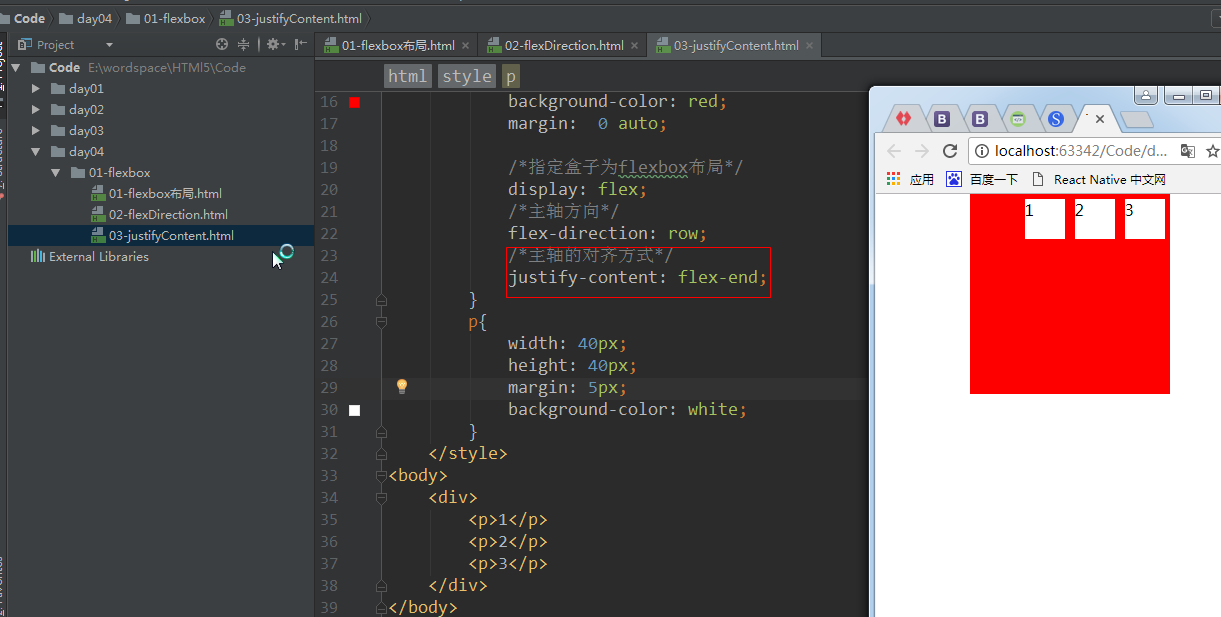 Code day04 01-flexbox 03-justifyContent.html
Project
01-flexbox布局.html
02-flexDirection.html
03-justifyContent.html
Code E:\wordspace\HTMl5\Code
day01
day02
day03
day04
01-flexbox
01-flexbox布局.html
02-flexDirection.html
03-justifyContent.html
External Libraries
html style p
16 background-color: red;
17 margin:  0 auto;
18
19 /*指定盒子为flexbox布局*/
20 display: flex;
21 /*主轴方向*/
22 flex-direction: row;
23 /*主轴的对齐方式*/
24 justify-content: flex-end;
25 }
26 p{
27 width: 40px;
28 height: 40px;
29 margin: 5px;
30 background-color: white;
31 }
32 </style>
33 <body>
34 <div>
35 <p>1</p>
36 <p>2</p>
37 <p>3</p>
38 </div>
39 </body>
B B S
localhost:63342/Code/d...
应用 百度一下 React Native 中文网
1 2 3